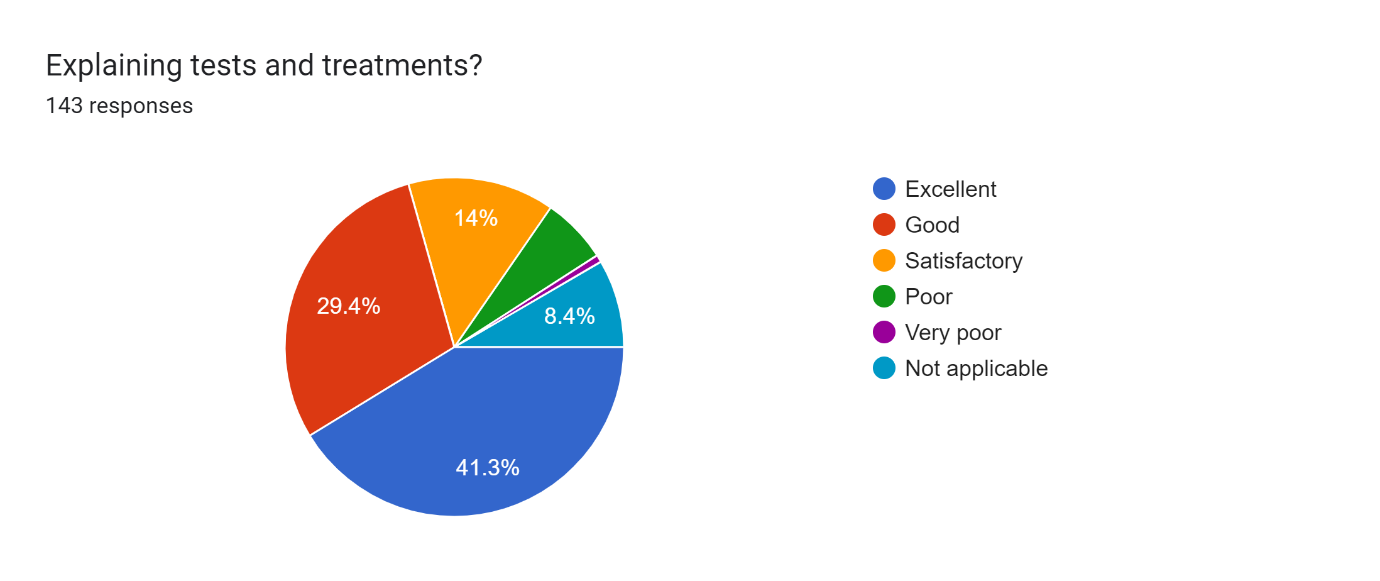 Explaining tests and treatments?
143 responses
14%
29.4%
8.4%
41.3%
Excellent
Good
Satisfactory
Poor
Very poor
Not applicable